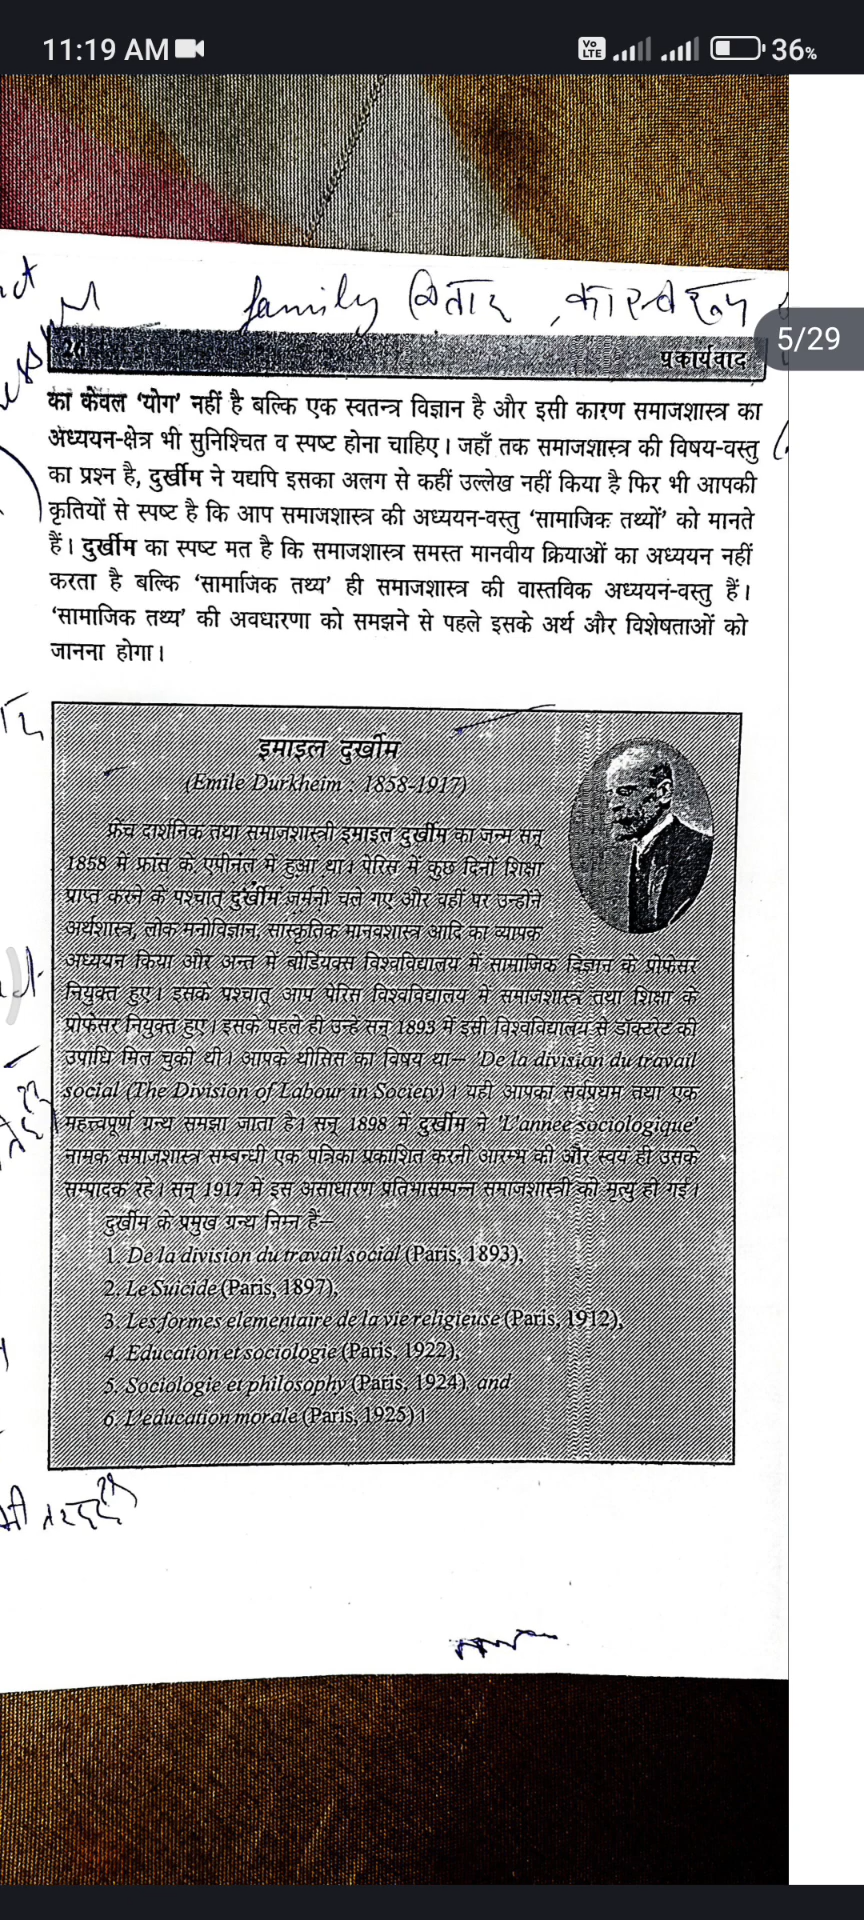 11:19 AM
Vo LTE
36%
family
5/29
26
प्रकार्यवाद
का केवल ‘योग’ नहीं है बल्कि एक स्वतन्त्र विज्ञान है और इसी कारण समाजशास्त्र का
अध्ययन-क्षेत्र भी सुनिश्चित व स्पष्ट होना चाहिए। जहाँ तक समाजशास्त्र की विषय-वस्तु
का प्रश्न है, दुर्खीम ने यद्यपि इसका अलग से कहीं उल्लेख नहीं किया है फिर भी आपकी
कृतियों से स्पष्ट है कि आप समाजशास्त्र की अध्ययन-वस्तु ‘सामाजिक तथ्यों’ को मानते
हैं। दुर्खीम का स्पष्ट मत है कि समाजशास्त्र समस्त मानवीय क्रियाओं का अध्ययन नहीं
करता है बल्कि ‘सामाजिक तथ्य’ ही समाजशास्त्र की वास्तविक अध्ययन-वस्तु हैं।
‘सामाजिक तथ्य’ की अवधारणा को समझने से पहले इसके अर्थ और विशेषताओं को
जानना होगा।
इमाइल दुर्खीम
(Emile Durkheim : 1858-1917)
फ्रेंच दार्शनिक तथा समाजशास्त्री इमाइल दुर्खीम का जन्म सन्
1858 में फ्रांस के एपीनल में हुआ था। पेरिस में कुछ दिनों शिक्षा
प्राप्त करने के पश्चात् दुर्खीम जर्मनी चले गए और वहीं पर उन्होंने
अर्थशास्त्र, लोक मनोविज्ञान, सांस्कृतिक मानवशास्त्र आदि का व्यापक
अध्ययन किया और अन्त में बोर्डियक्स विश्वविद्यालय में सामाजिक विज्ञान के प्रोफेसर
नियुक्त हुए। इसके पश्चात् आप पेरिस विश्वविद्यालय में समाजशास्त्र तथा शिक्षा के
प्रोफेसर नियुक्त हुए। इसके पहले ही उन्हें सन् 1893 में इसी विश्वविद्यालय से डॉक्टरेट की
उपाधि मिल चुकी थी। आपके थीसिस का विषय था— 'De la division du travail
social (The Division of Labour in Society)। यही आपका सर्वप्रथम तथा एक
महत्त्वपूर्ण ग्रन्थ समझा जाता है। सन् 1898 में दुर्खीम ने 'L'annee sociologique'
नामक समाजशास्त्र सम्बन्धी एक पत्रिका प्रकाशित करनी आरम्भ की और स्वयं ही उसके
सम्पादक रहे। सन् 1917 में इस असाधारण प्रतिभासम्पन्न समाजशास्त्री की मृत्यु हो गई।
दुर्खीम के प्रमुख ग्रन्थ निम्न हैं—
1. De la division du travail social (Paris, 1893),
2. Le Suicide (Paris, 1897),
3. Les formes elementaire de la vie religieuse (Paris, 1912),
4. Education et sociologie (Paris, 1922),
5. Sociologie et philosophy (Paris, 1924), and
6. L'education morale (Paris, 1925)।